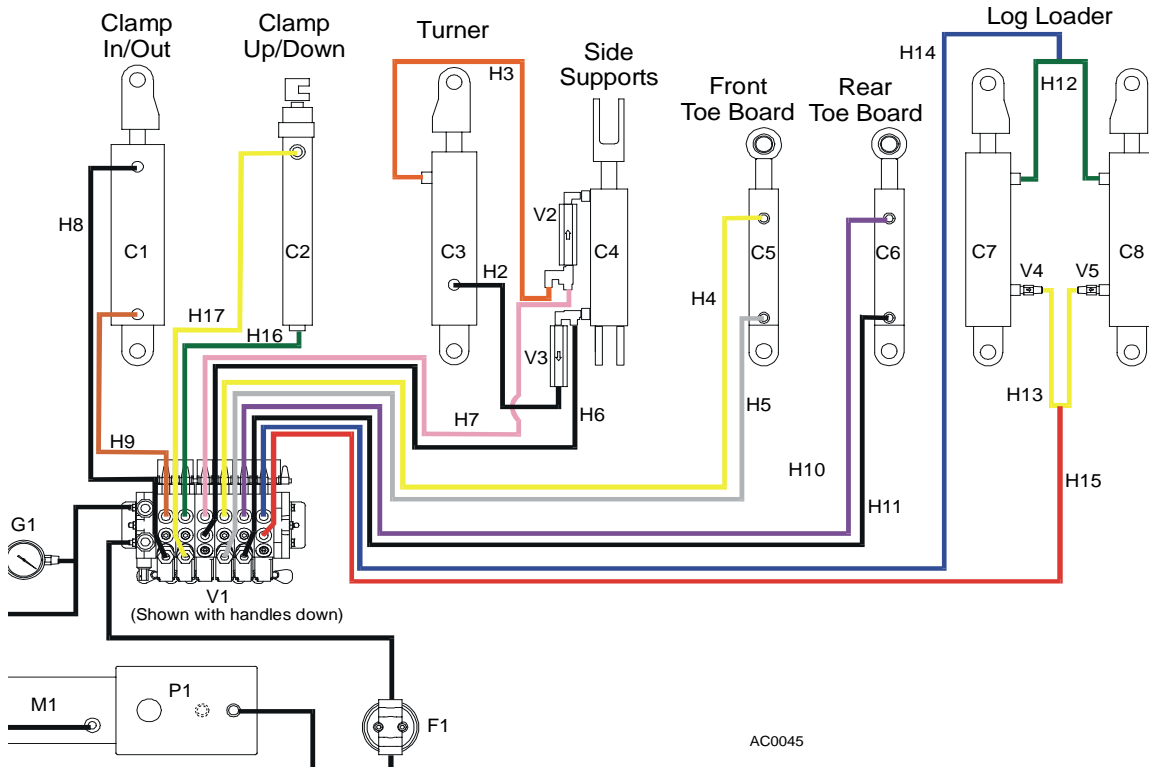 Clamp
In/Out
Clamp
Up/Down
Turner
Side
Supports
Front
Toe Board
Rear
Toe Board
Log Loader
H3
H14
H12
H8
C1
C2
C3
V2
C4
C5
C6
C7
C8
H2
V4
V5
H4
H17
H16
V3
H13
H7
H6
H5
H9
H10
H15
H11
G1
V1
(Shown with handles down)
M1
P1
F1
AC0045